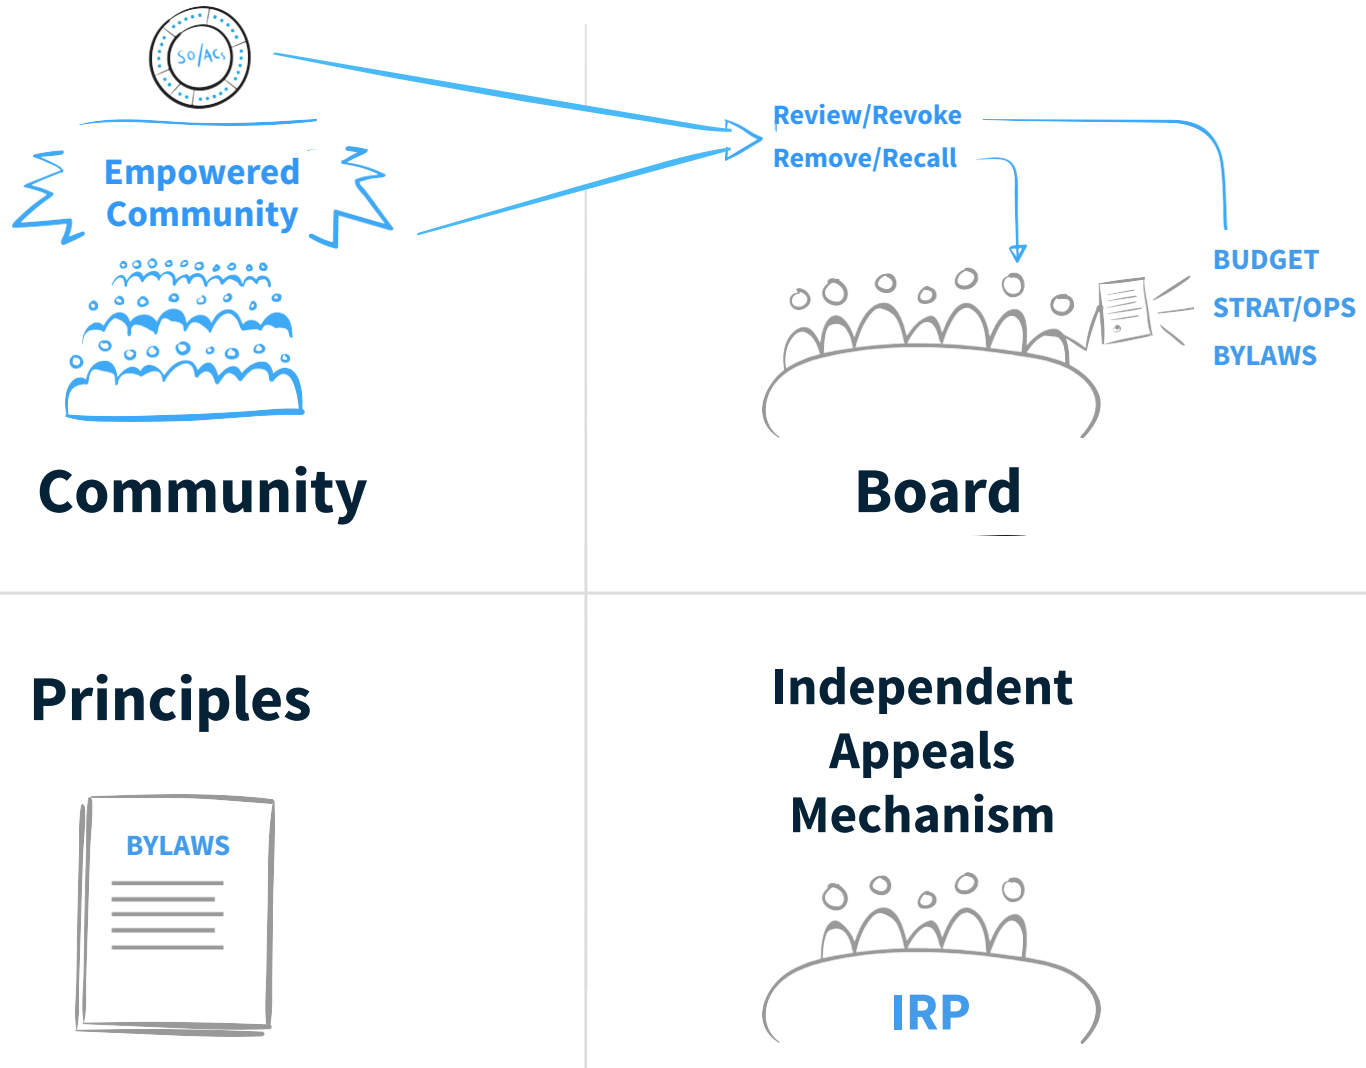 SO/ACs
Empowered
Community
Community
Review/Revoke
Remove/Recall
BUDGET
STRAT/OPS
BYLAWS
Board
Principles
BYLAWS
Independent
Appeals
Mechanism
IRP